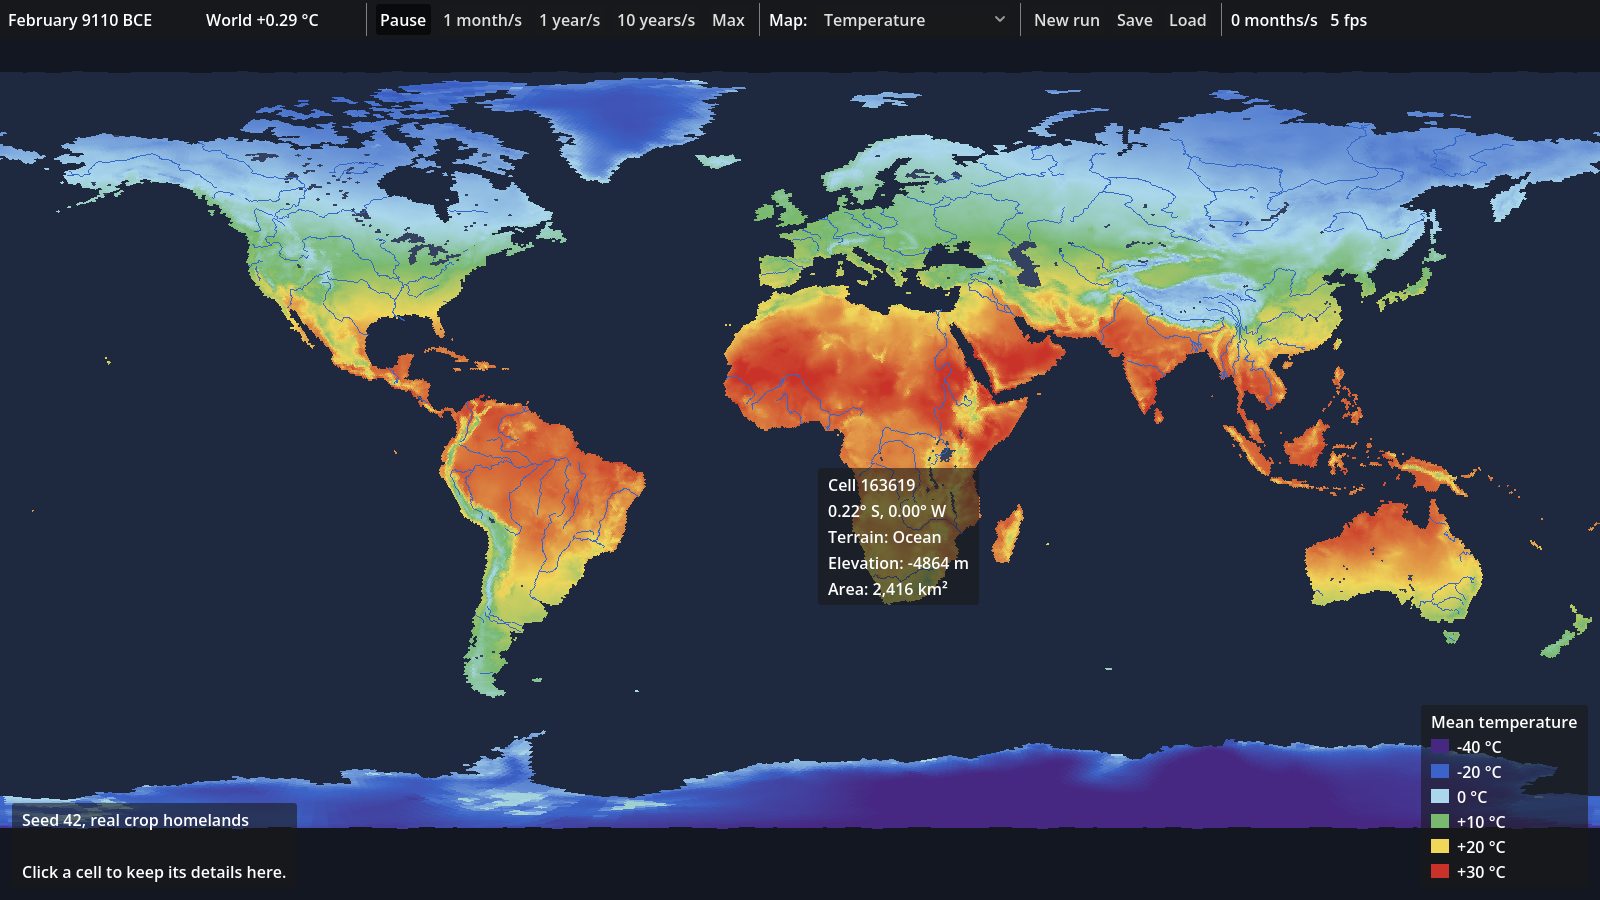 February 9110 BCE World +0.29 °C Pause 1 month/s 1 year/s 10 years/s Max Map: Temperature New run Save Load 0 months/s 5 fps
Cell 163619
0.22° S, 0.00° W
Terrain: Ocean
Elevation: -4864 m
Area: 2,416 km²
Mean temperature
-40 °C
-20 °C
0 °C
+10 °C
+20 °C
+30 °C
Seed 42, real crop homelands
Click a cell to keep its details here.